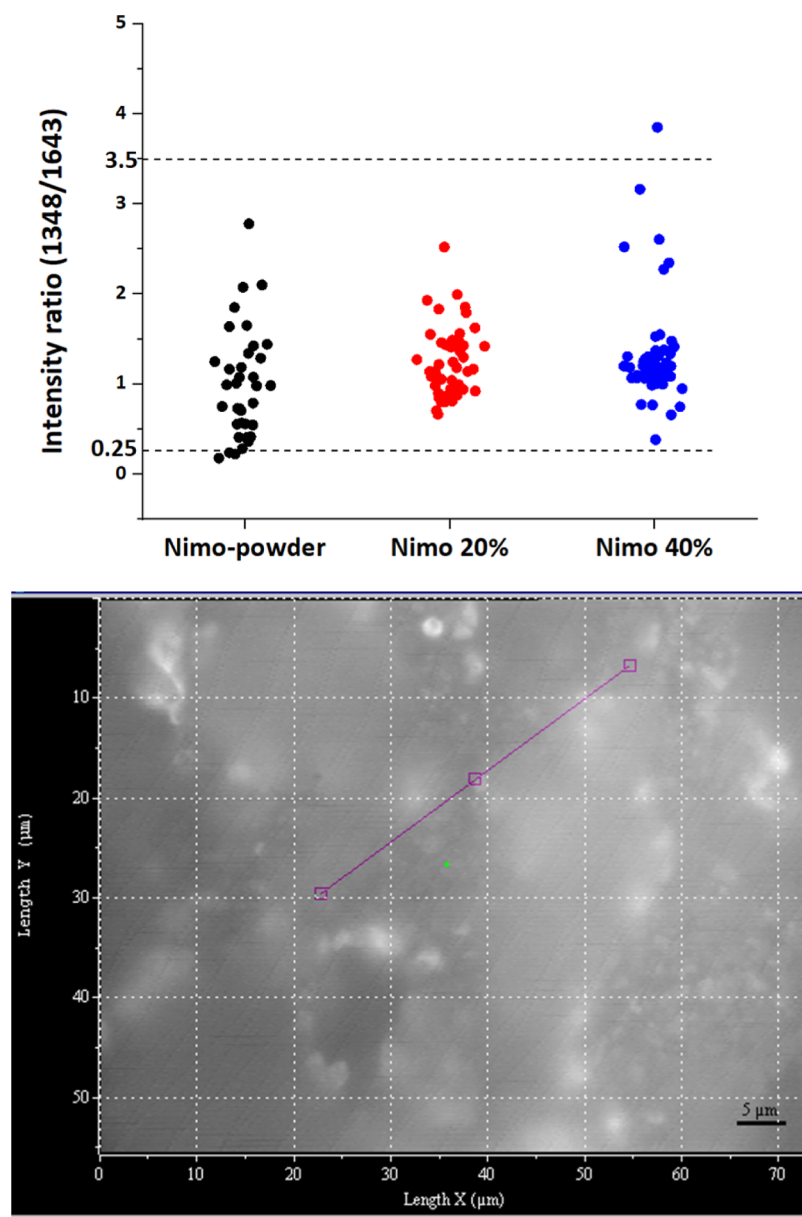 5
4
3.5
3
2
1
0.25
0
Intensity ratio (1348/1643)
Nimo-powder Nimo 20% Nimo 40%
10
20
30
40
50
Length Y (µm)
5 µm
0 10 20 30 40 50 60 70
Length X (µm)